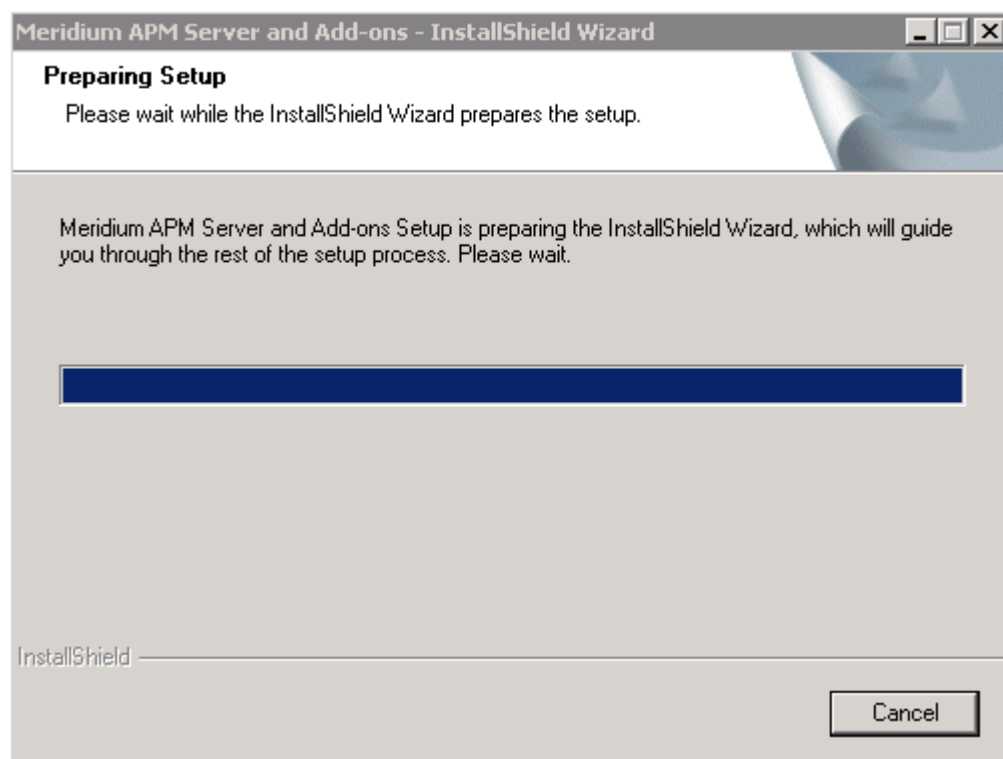 Meridium APM Server and Add-ons - InstallShield Wizard
Preparing Setup
Please wait while the InstallShield Wizard prepares the setup.
Meridium APM Server and Add-ons Setup is preparing the InstallShield Wizard, which will guide
you through the rest of the setup process. Please wait.
InstallShield
Cancel